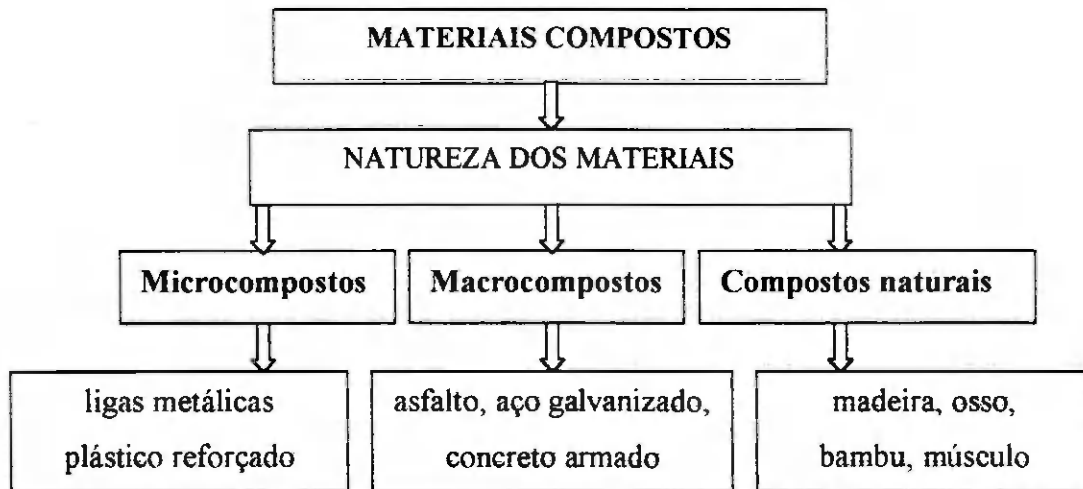 MATERIAIS COMPOSTOS
NATUREZA DOS MATERIAIS
Microcompostos
Macrocompostos
Compostos naturais
ligas metálicas
plástico reforçado
asfalto, aço galvanizado,
concreto armado
madeira, osso,
bambu, músculo